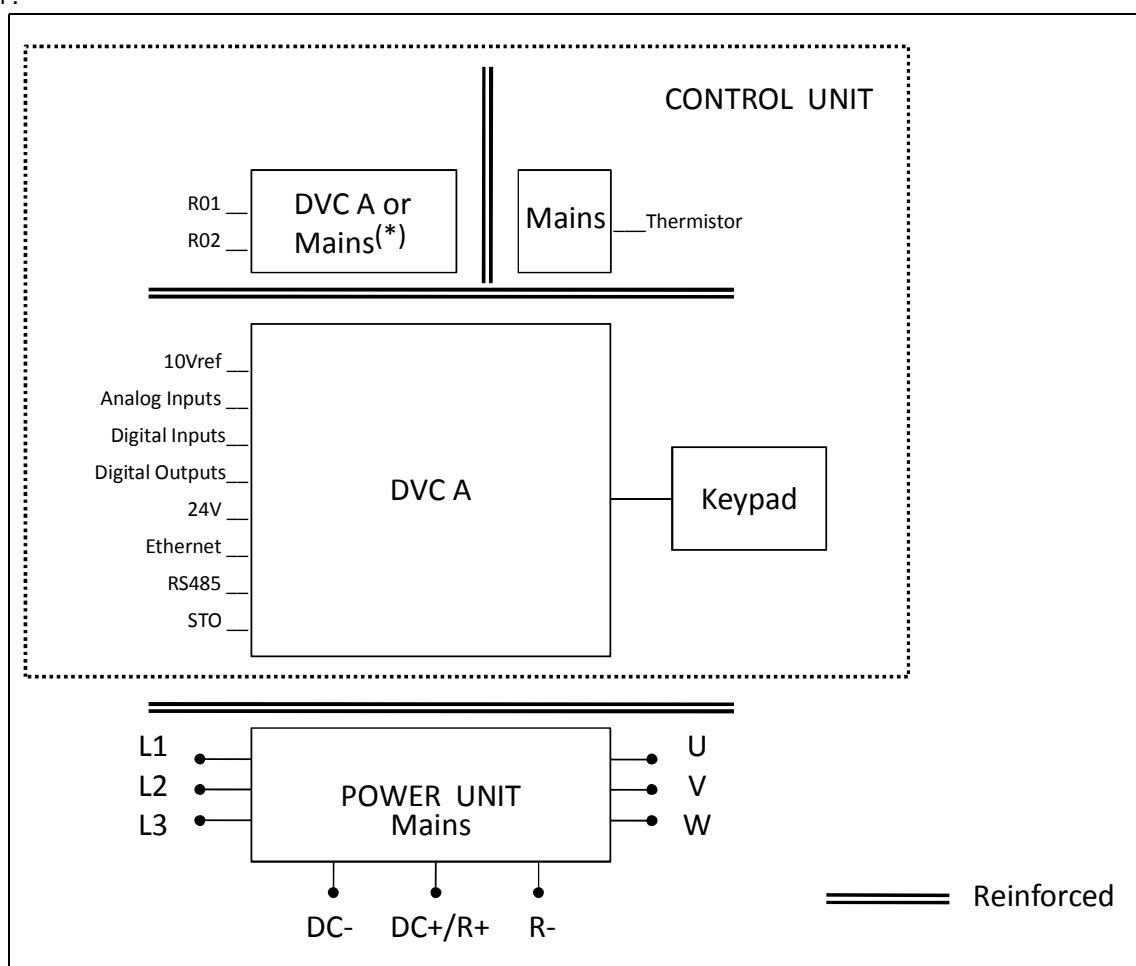 CONTROL UNIT
R01
R02
DVC A or
Mains(*)
Mains
Thermistor
10Vref
Analog Inputs
Digital Inputs
Digital Outputs
24V
Ethernet
RS485
STO
DVC A
Keypad
L1
L2
L3
POWER UNIT
Mains
U
V
W
DC-
DC+/R+
R-
Reinforced